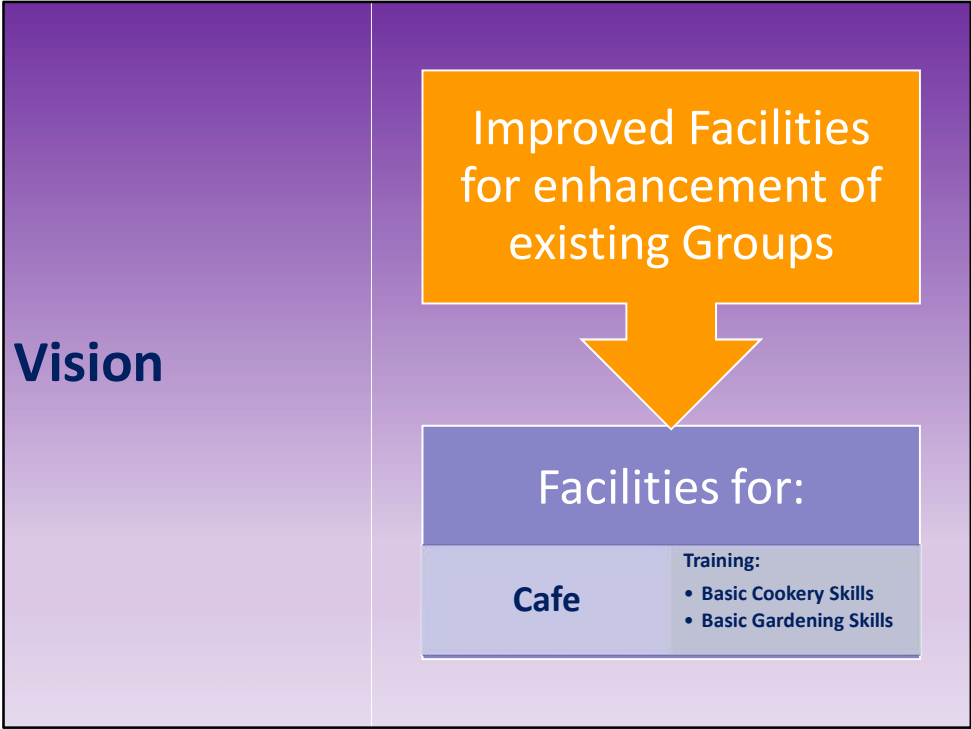 Vision
Improved Facilities
for enhancement of
existing Groups
Facilities for:
Cafe
Training:
• Basic Cookery Skills
• Basic Gardening Skills